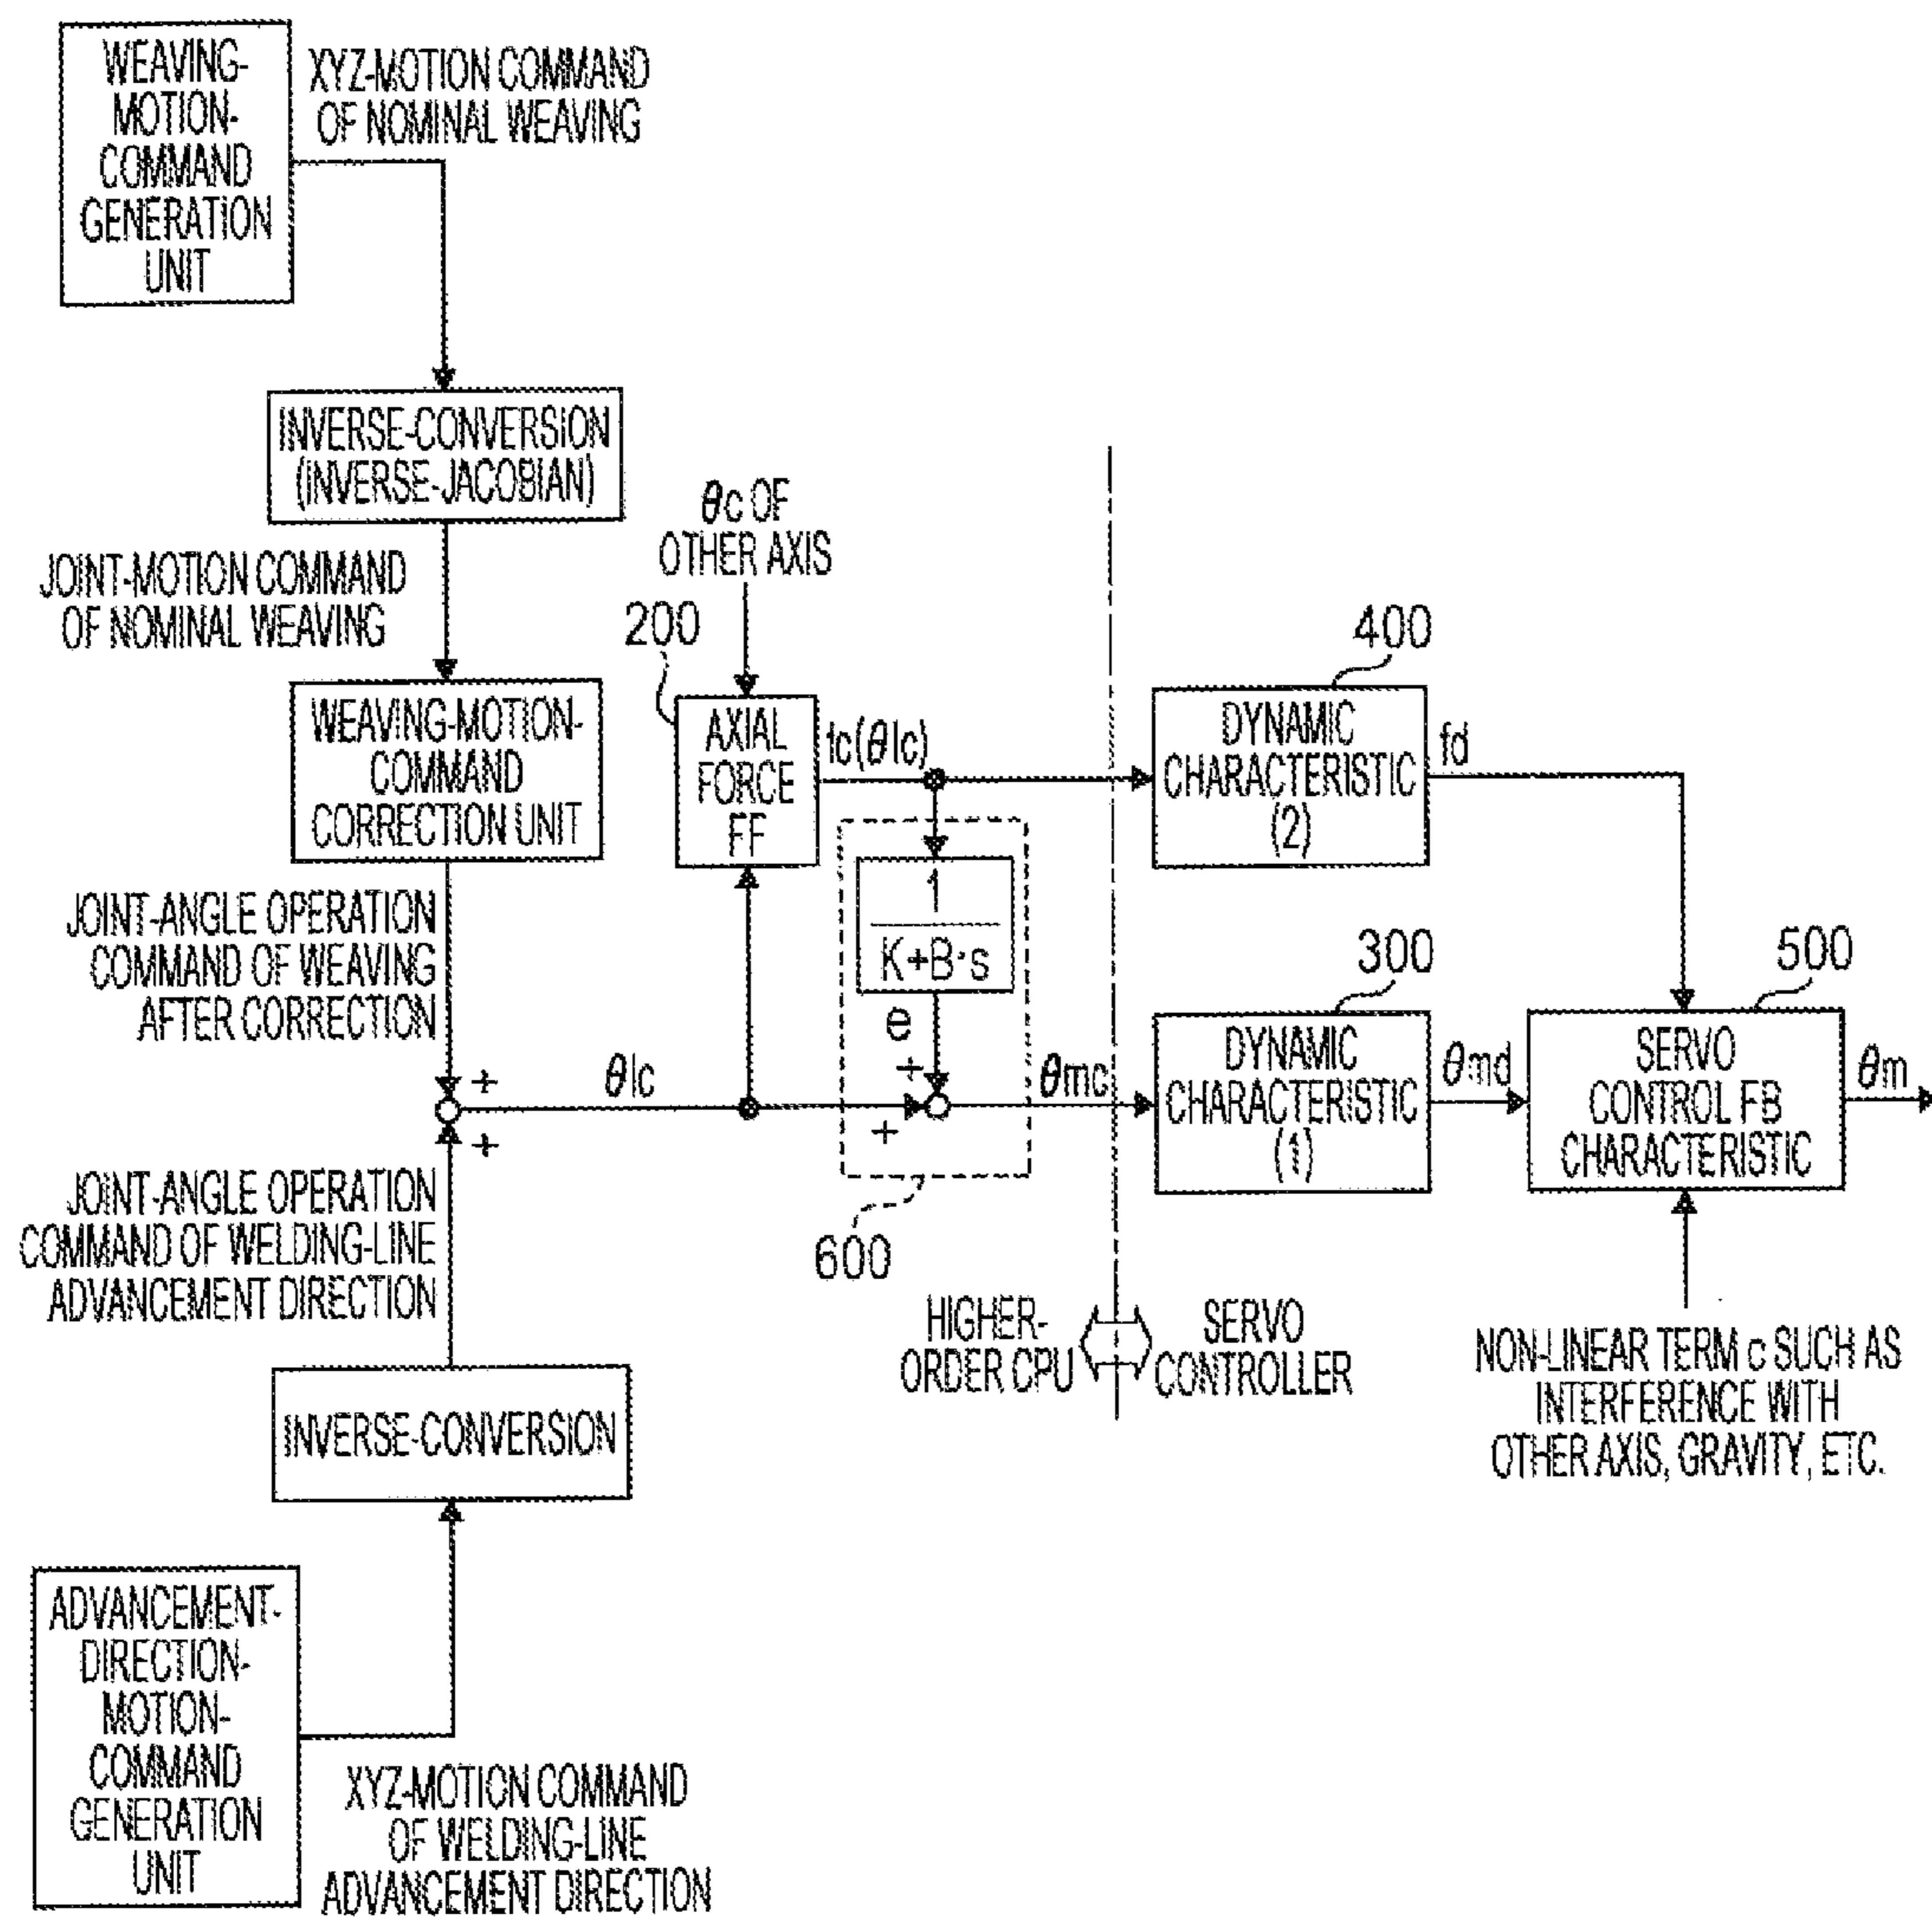 WEAVING-
MOTION-
COMMAND
GENERATION
UNIT
XYZ-MOTION COMMAND
OF NOMINAL WEAVING
INVERSE-CONVERSION
(INVERSE-JACOBIAN)
JOINT-MOTION COMMAND
OF NOMINAL WEAVING
WEAVING-MOTION-
COMMAND
CORRECTION UNIT
JOINT-ANGLE OPERATION
COMMAND OF WEAVING
AFTER CORRECTION
+
+
θlc
JOINT-ANGLE OPERATION
COMMAND OF WELDING-LINE
ADVANCEMENT DIRECTION
INVERSE-CONVERSION
ADVANCEMENT-
DIRECTION-
MOTION-
COMMAND
GENERATION
UNIT
XYZ-MOTION COMMAND
OF WELDING-LINE
ADVANCEMENT DIRECTION
θc OF
OTHER AXIS
200
AXIAL
FORCE
FF
fc(θlc)
1
K+B·s
e
+
+
θmc
600
HIGHER-
ORDER CPU
SERVO
CONTROLLER
400
DYNAMIC
CHARACTERISTIC
(2)
fd
300
DYNAMIC
CHARACTERISTIC
(1)
θmd
500
SERVO
CONTROL FB
CHARACTERISTIC
θm
NON-LINEAR TERM c SUCH AS
INTERFERENCE WITH
OTHER AXIS, GRAVITY, ETC.